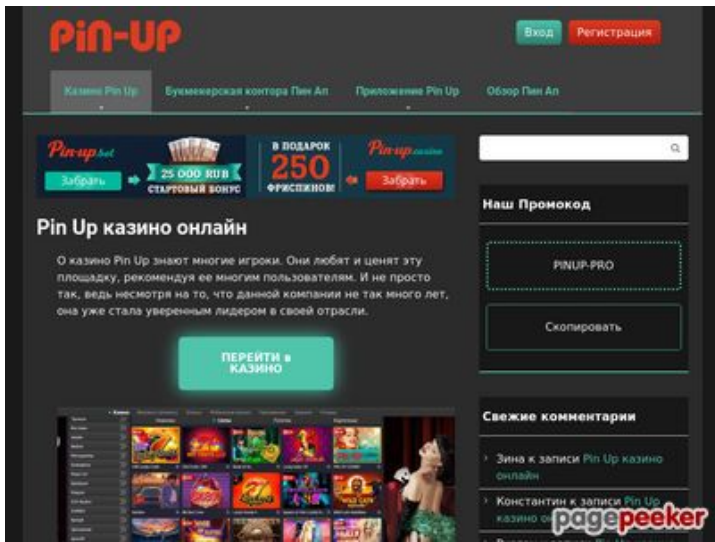 PiN-UP
Вход
Регистрация
Казино Pin Up
Букмекерская контора Пин Ап
Приложение Pin Up
Обзор Пин Ап
Pin-up.bet
Забрать
25 000 RUB
СТАРТОВЫЙ БОНУС
В ПОДАРОК
250
ФРИСПИНОВ!
Pin-up.casino
Забрать
Pin Up казино онлайн
О казино Pin Up знают многие игроки. Они любят и ценят эту
площадку, рекомендуя ее многим пользователям. И не просто
так, ведь несмотря на то, что данной компании не так много лет,
она уже стала уверенным лидером в своей отрасли.
ПЕРЕЙТИ в
КАЗИНО
Наш Промокод
PINUP-PRO
Скопировать
Свежие комментарии
Зина к записи Pin Up казино
онлайн
Константин к записи Pin Up
казино
pagepeeker